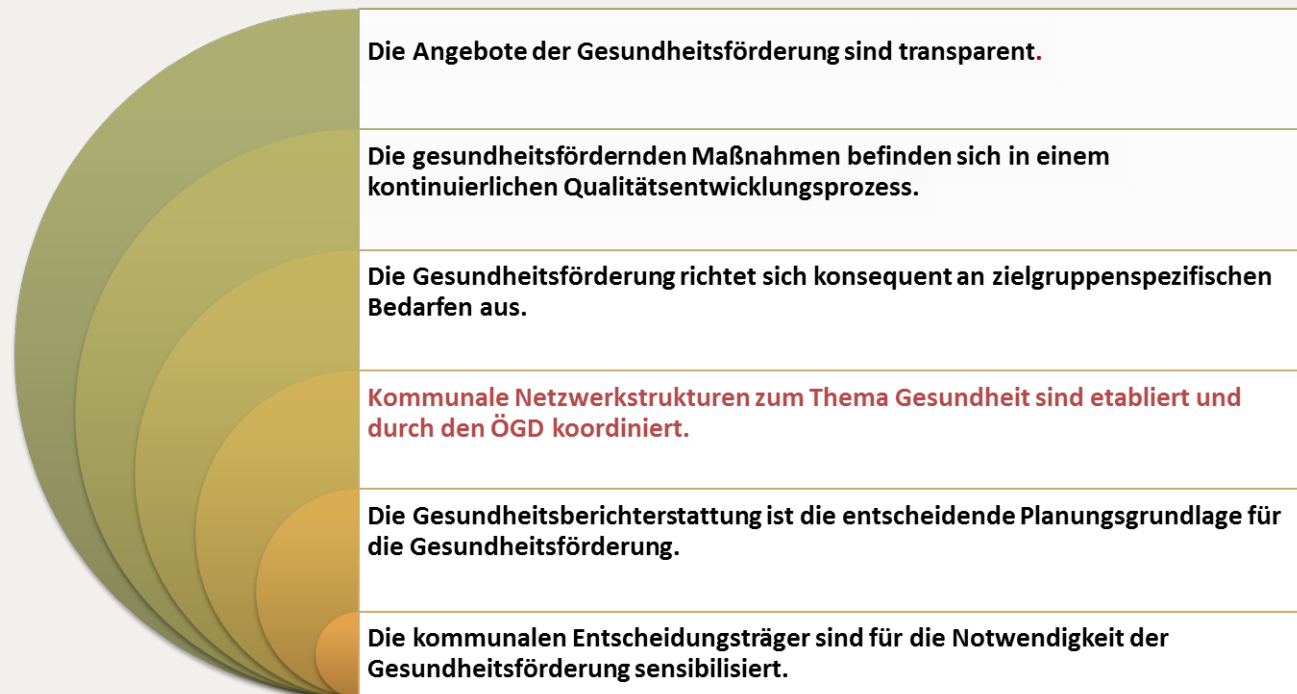 Die Angebote der Gesundheitsförderung sind transparent.
Die gesundheitsfördernden Maßnahmen befinden sich in einem
kontinuierlichen Qualitätsentwicklungsprozess.
Die Gesundheitsförderung richtet sich konsequent an zielgruppenspezifischen
Bedarfen aus.
Kommunale Netzwerkstrukturen zum Thema Gesundheit sind etabliert und
durch den ÖGD koordiniert.
Die Gesundheitsberichterstattung ist die entscheidende Planungsgrundlage für
die Gesundheitsförderung.
Die kommunalen Entscheidungsträger sind für die Notwendigkeit der
Gesundheitsförderung sensibilisiert.